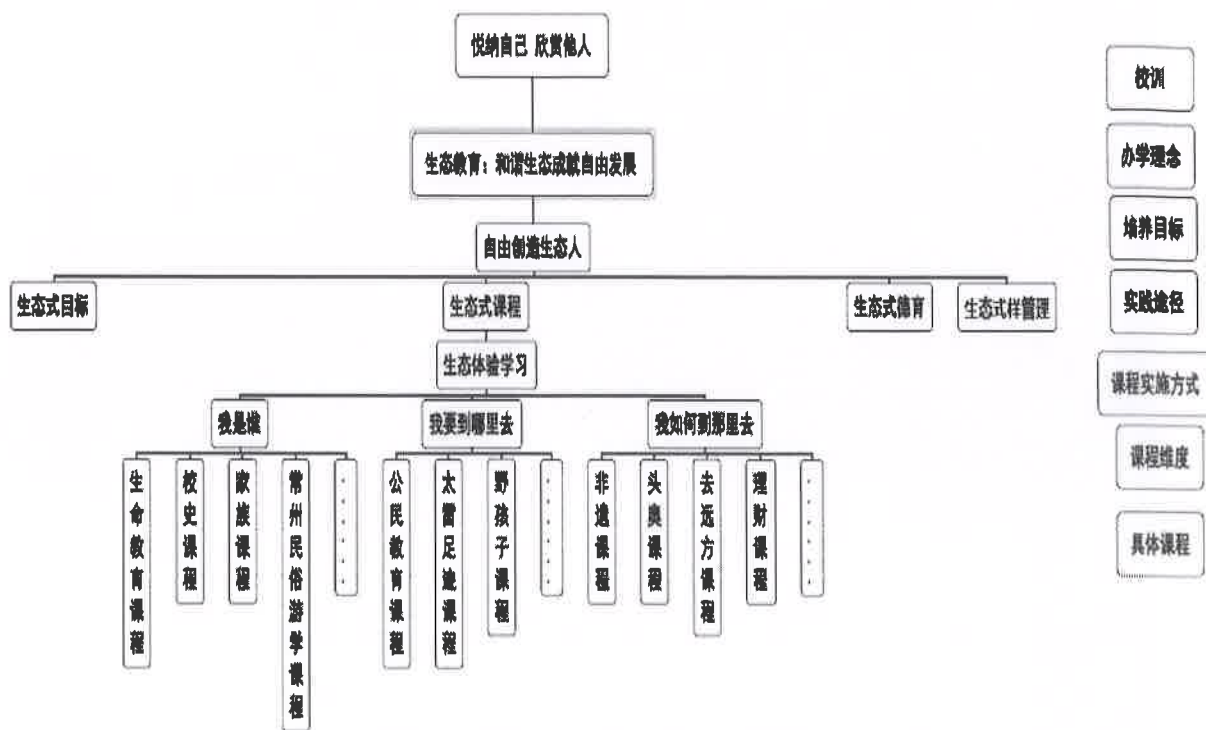 悦纳自己 欣赏他人
生态教育：和谐生态成就自由发展
自由创造生态人
生态式目标
生态式课程
生态式德育
生态式样管理
生态体验学习
我是谁
我要到哪里去
我如何到那里去
生命教育课程
校史课程
家族课程
常州民俗游学课程
······
公民教育课程
太雷足迹课程
野孩子课程
······
非遗课程
头奥课程
去远方课程
理财课程
······
校训
办学理念
培养目标
实践途径
课程实施方式
课程维度
具体课程